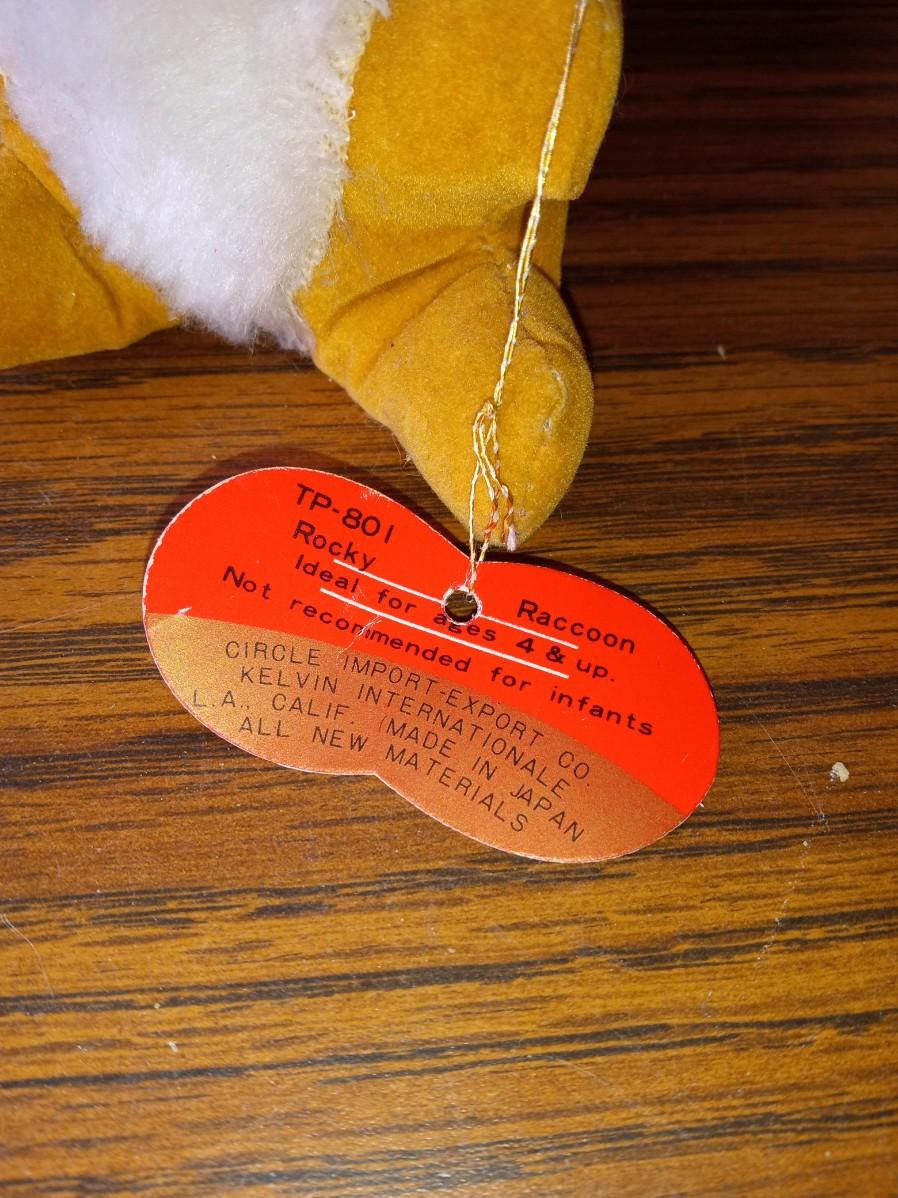 TP-801
Rocky Raccoon
Ideal for ages 4 & up.
Not recommended for infants
CIRCLE IMPORT-EXPORT CO.
KELVIN INTERNATIONALE
L.A., CALIF. MADE IN JAPAN
ALL NEW MATERIALS